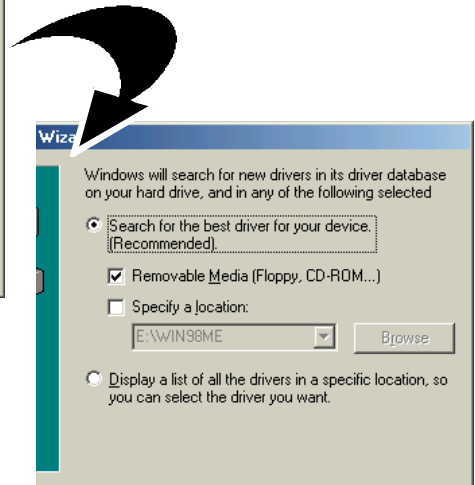 Wiza
Windows will search for new drivers in its driver database
on your hard drive, and in any of the following selected
Search for the best driver for your device.
(Recommended).
Removable Media (Floppy, CD-ROM...)
Specify a location:
E:\WIN98ME
Browse
Display a list of all the drivers in a specific location, so
you can select the driver you want.